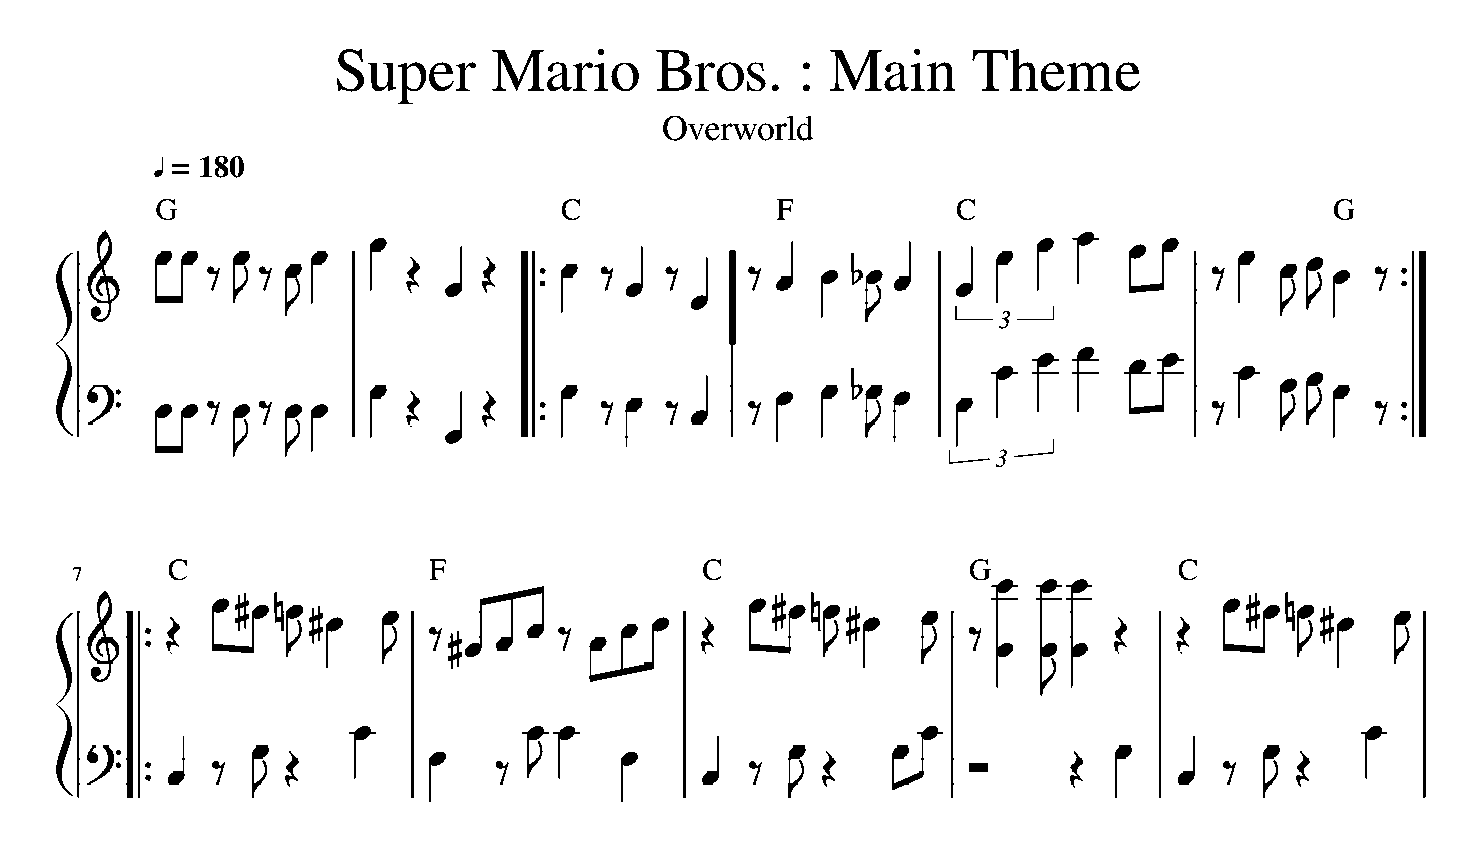 Super Mario Bros. : Main Theme
Overworld
♩ = 180
G C F C G
3
3
7 C F C G C